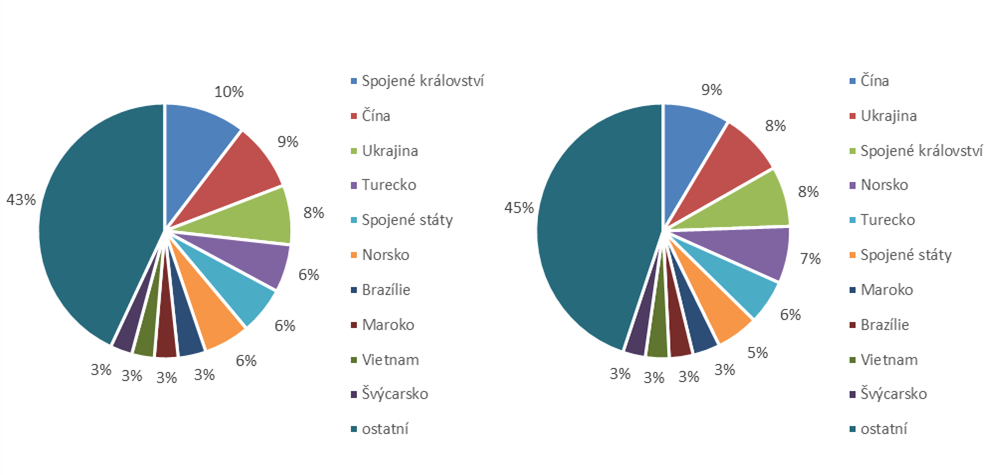 10%
9%
8%
6%
6%
6%
3%
3%
3%
3%
43%
Spojené království
Čína
Ukrajina
Turecko
Spojené státy
Norsko
Brazílie
Maroko
Vietnam
Švýcarsko
ostatní
9%
8%
8%
7%
6%
5%
3%
3%
3%
3%
45%
Čína
Ukrajina
Spojené království
Norsko
Turecko
Spojené státy
Maroko
Brazílie
Vietnam
Švýcarsko
ostatní